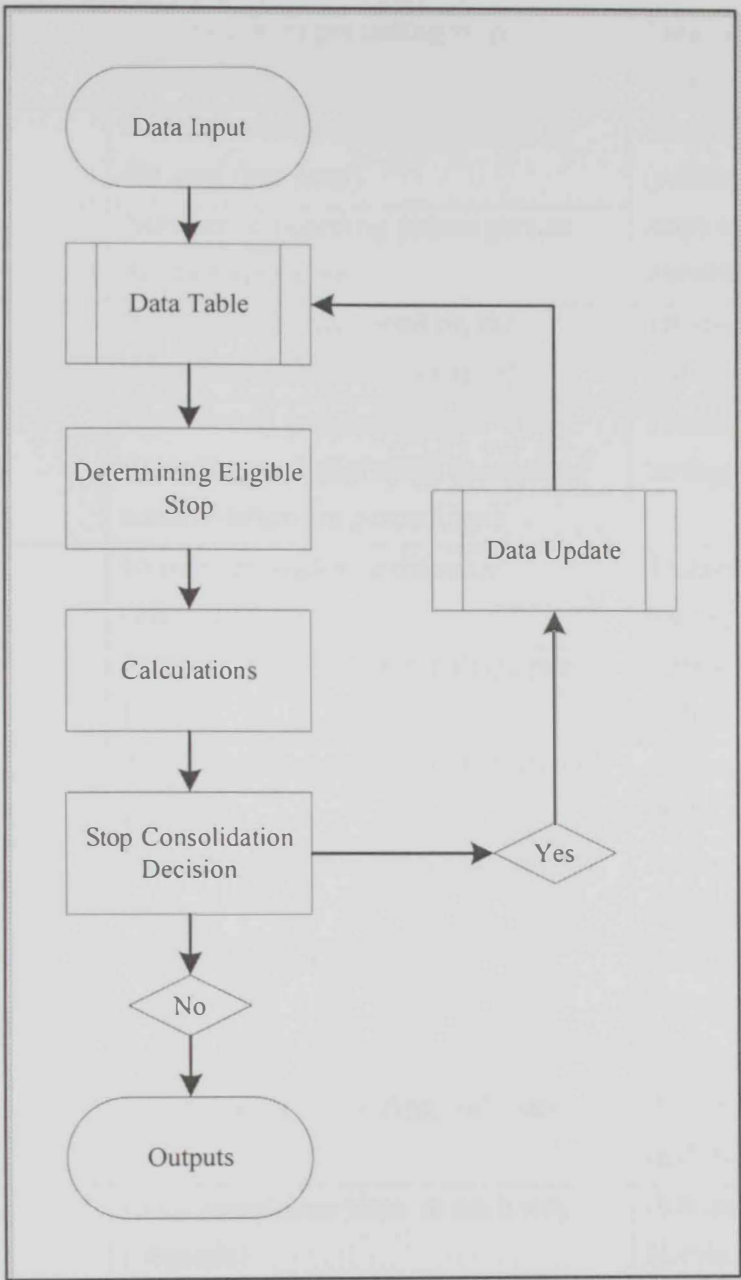 Data Input
Data Table
Determining Eligible
Stop
Calculations
Stop Consolidation
Decision
Yes
Data Update
No
Outputs